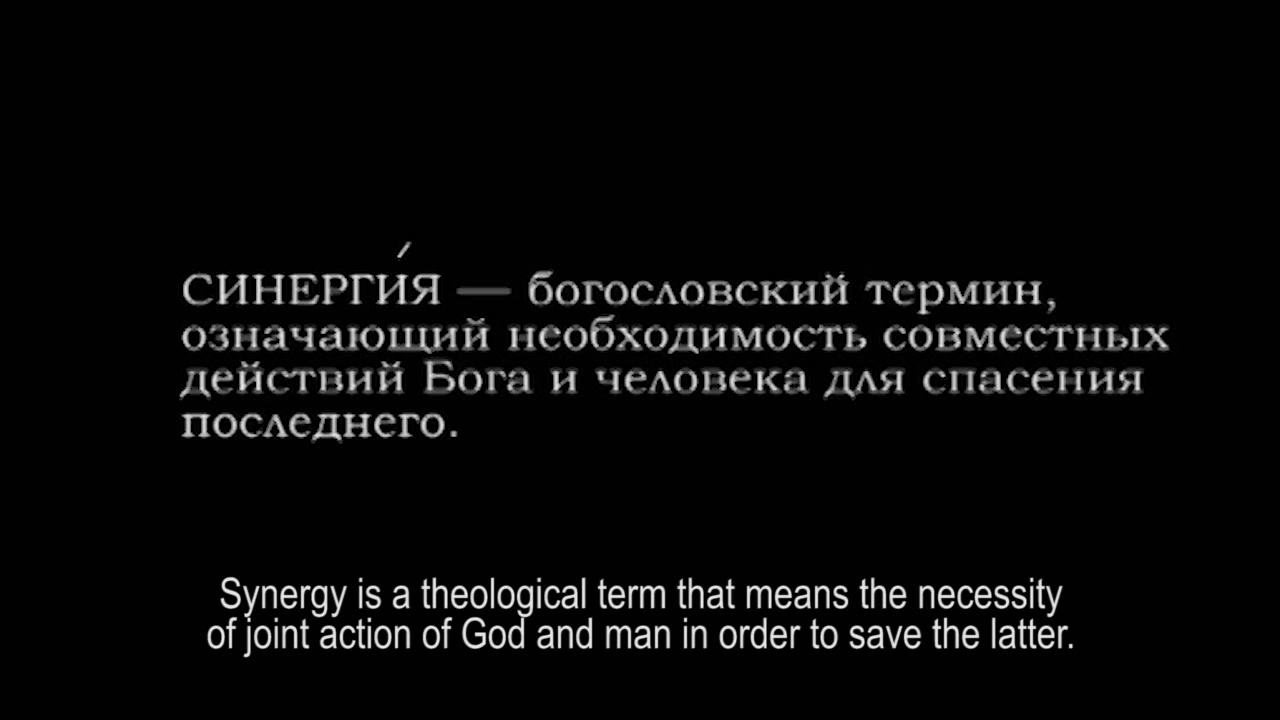 СИНЕРГИ́Я — богословский термин,
означающий необходимость совместных
действий Бога и человека для спасения
последнего.
Synergy is a theological term that means the necessity
of joint action of God and man in order to save the latter.